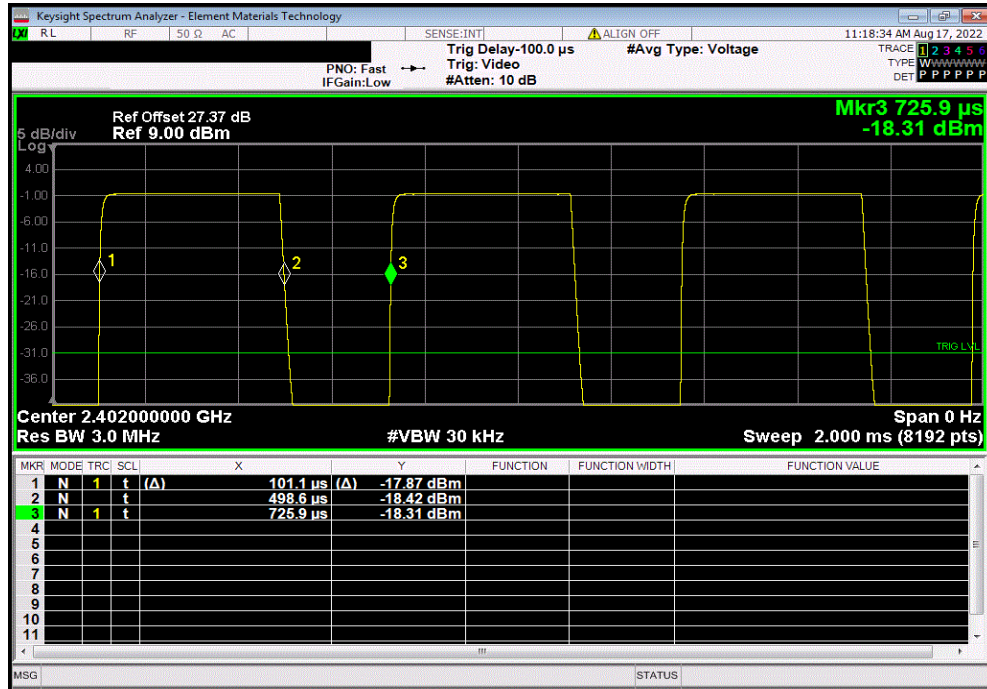 Keysight Spectrum Analyzer - Element Materials Technology
LXI RL RF 50 Ω AC SENSE:INT ALIGN OFF 11:18:34 AM Aug 17, 2022
Trig Delay-100.0 µs #Avg Type: Voltage TRACE 1 2 3 4 5 6
PNO: Fast Trig: Video TYPE WWWWWW
IFGain:Low #Atten: 10 dB DET P P P P P P
Mkr3 725.9 µs
-18.31 dBm
Ref Offset 27.37 dB
5 dB/div Ref 9.00 dBm
Log
4.00
-1.00
-6.00
-11.0
1
2
3
-16.0
-21.0
-26.0
-31.0
TRIG LVL
-36.0
Center 2.402000000 GHz Span 0 Hz
Res BW 3.0 MHz #VBW 30 kHz Sweep 2.000 ms (8192 pts)
MKR MODE TRC SCL X Y FUNCTION FUNCTION WIDTH FUNCTION VALUE
1 N 1 t (Δ) 101.1 µs (Δ) -17.87 dBm
2 N t 498.6 µs -18.42 dBm
3 N 1 t 725.9 µs -18.31 dBm
4
5
6
7
8
9
10
11
MSG STATUS